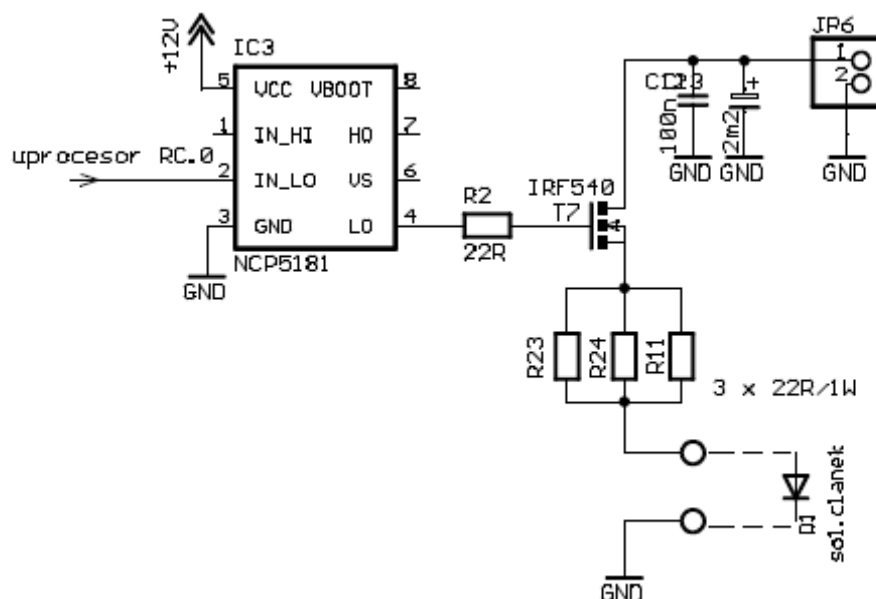 +12V
IC3
JP6
5 VCC VBOOT 8
1 IN_HI HO 7
uprocesor RC.0
2 IN_LO VS 6
3 GND LO 4
NCP5181
GND
R2
22R
IRF540
T7
100n
2m2
+
1
2
GND
GND
GND
R23
R24
R11
3 x 22R/1W
sol.clanek
GND